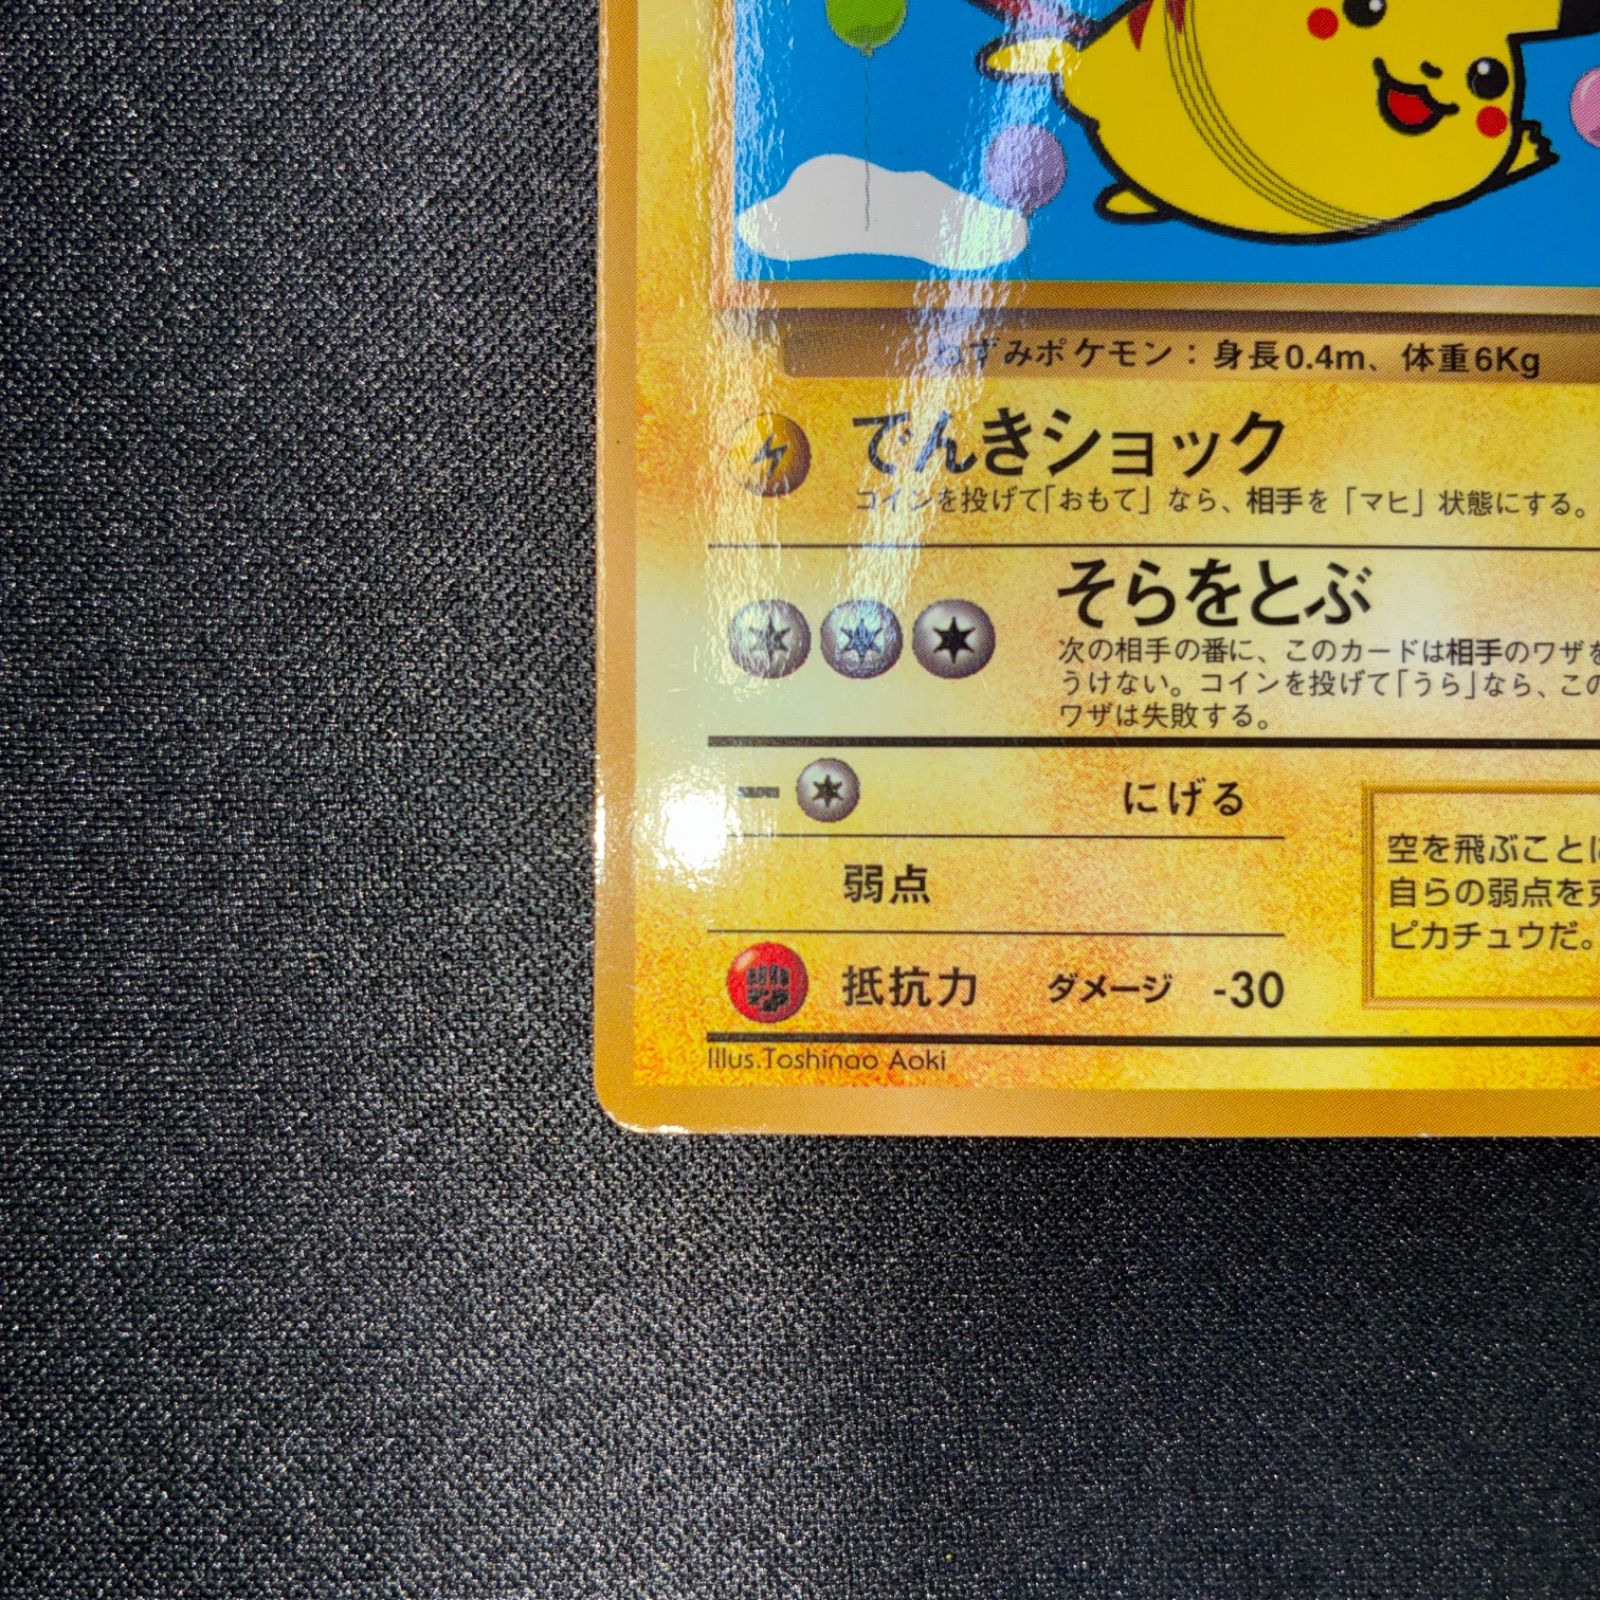 ねずみポケモン：身長0.4m、体重6Kg
でんきショック
コインを投げて「おもて」なら、相手を「マヒ」状態にする。
そらをとぶ
次の相手の番に、このカードは相手のワザを
うけない。コインを投げて「うら」なら、この
ワザは失敗する。
にげる
弱点
抵抗力 ダメージ -30
空を飛ぶことに
自らの弱点を克
ピカチュウだ。
Illus.Toshinao Aoki